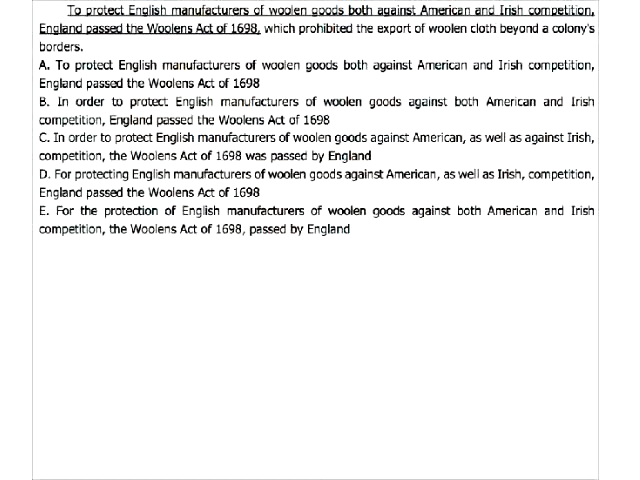 To protect English manufacturers of woolen goods both against American and Irish competition,
England passed the Woolens Act of 1698, which prohibited the export of woolen cloth beyond a colony's
borders.
A. To protect English manufacturers of woolen goods both against American and Irish competition,
England passed the Woolens Act of 1698
B. In order to protect English manufacturers of woolen goods against both American and Irish
competition, England passed the Woolens Act of 1698
C. In order to protect English manufacturers of woolen goods against American, as well as against Irish,
competition, the Woolens Act of 1698 was passed by England
D. For protecting English manufacturers of woolen goods against American, as well as Irish, competition,
England passed the Woolens Act of 1698
E. For the protection of English manufacturers of woolen goods against both American and Irish
competition, the Woolens Act of 1698, passed by England